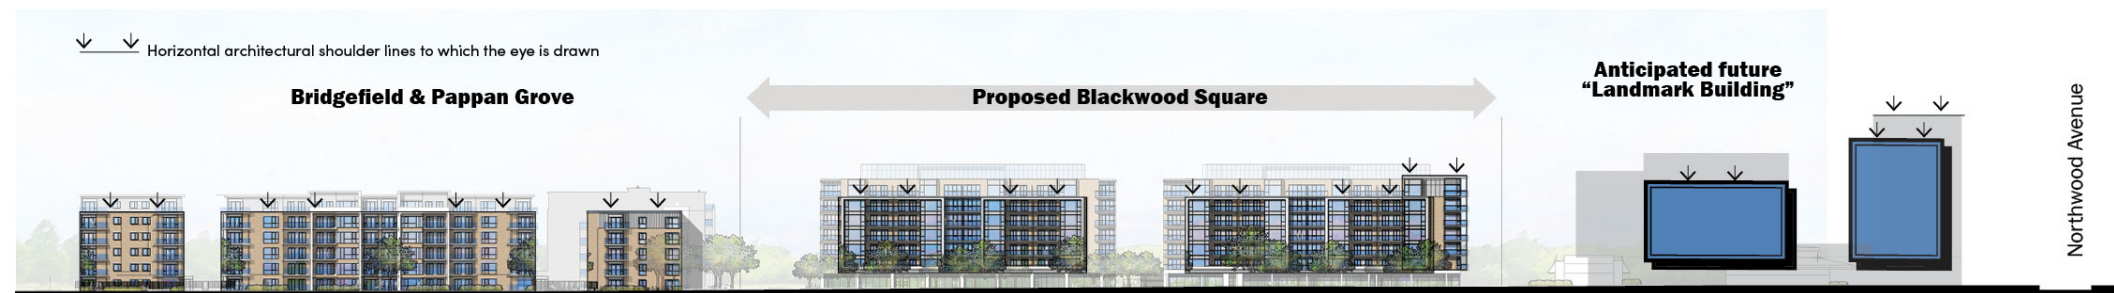 Horizontal architectural shoulder lines to which the eye is drawn
Bridgefield & Pappan Grove
Proposed Blackwood Square
Anticipated future
“Landmark Building”
Northwood Avenue